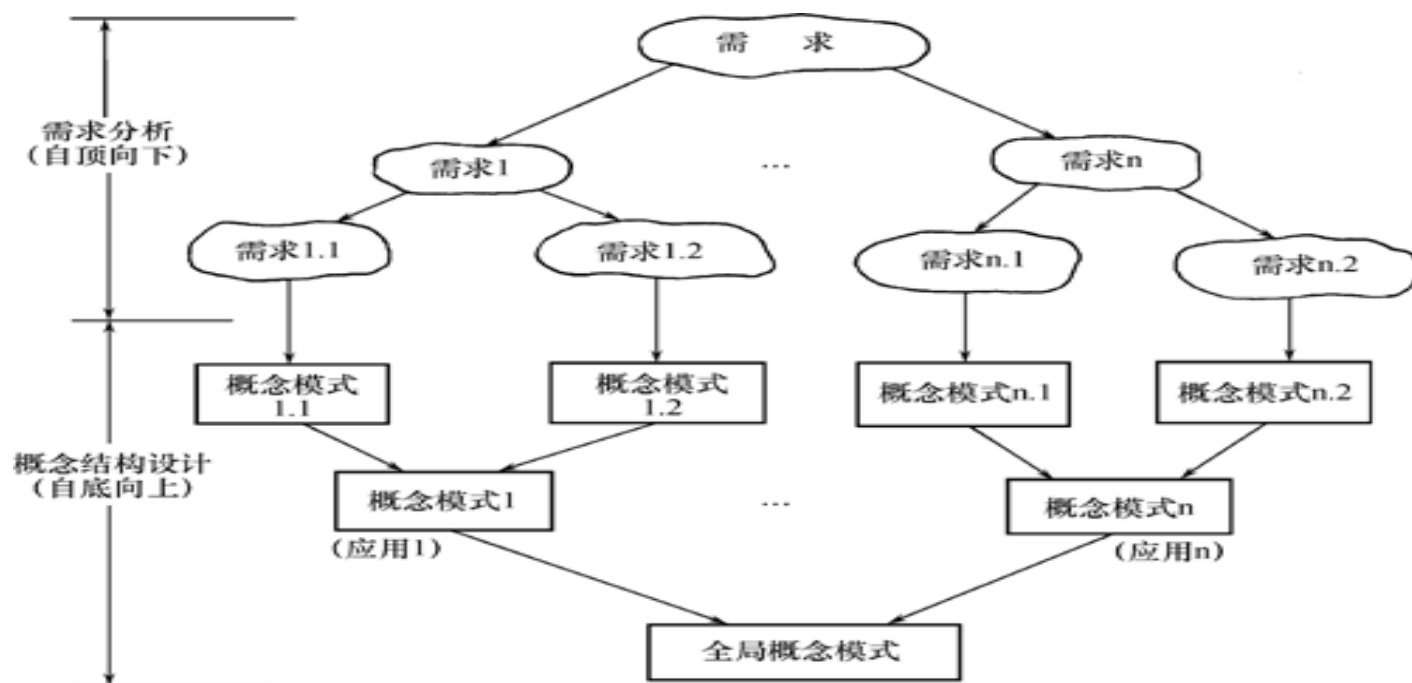 需 求
需求分析
(自顶向下)
需求1
...
需求n
需求1.1
需求1.2
需求n.1
需求n.2
概念模式
1.1
概念模式
1.2
概念模式n.1
概念模式n.2
概念结构设计
(自底向上)
概念模式1
...
概念模式n
(应用1)
(应用n)
全局概念模式